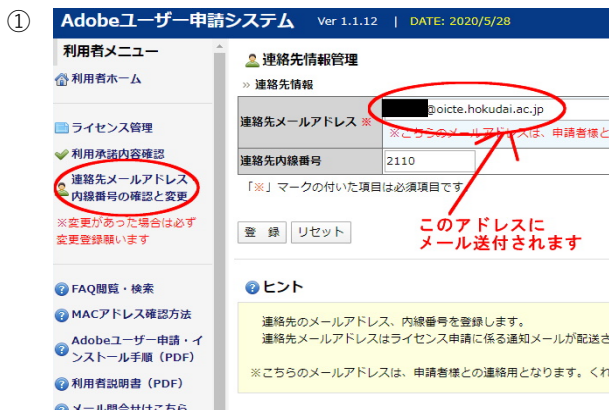 ①
Adobeユーザー申請システム Ver 1.1.12 | DATE: 2020/5/28
利用者メニュー
利用者ホーム
ライセンス管理
利用承諾内容確認
連絡先メールアドレス
内線番号の確認と変更
※変更があった場合は必ず
変更登録願います
FAQ閲覧・検索
MACアドレス確認方法
Adobeユーザー申請・イ
ンストール手順（PDF）
利用者説明書（PDF）
メール問合せはこちら
連絡先情報管理
» 連絡先情報
連絡先メールアドレス ※
@oicte.hokudai.ac.jp
※こちらのメールアドレスは、申請者様と
連絡先内線番号
2110
「※」マークの付いた項目は必須項目です
登 録 リセット
このアドレスに
メール送付されます
ヒント
連絡先のメールアドレス、内線番号を登録します。
連絡先メールアドレスはライセンス申請に係る通知メールが配送さ
※こちらのメールアドレスは、申請者様との連絡用となります。くれ